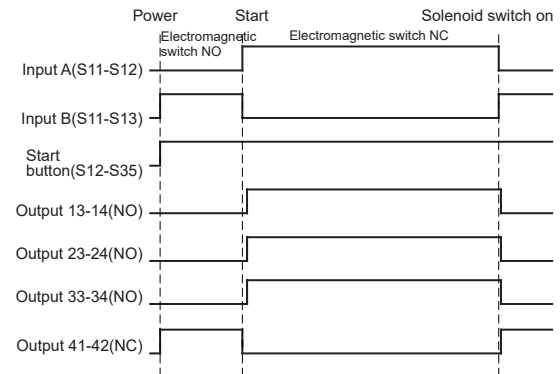 Power Start Solenoid switch on
Electromagnetic switch NO
Electromagnetic switch NC
Input A(S11-S12)
Input B(S11-S13)
Start
button(S12-S35)
Output 13-14(NO)
Output 23-24(NO)
Output 33-34(NO)
Output 41-42(NC)